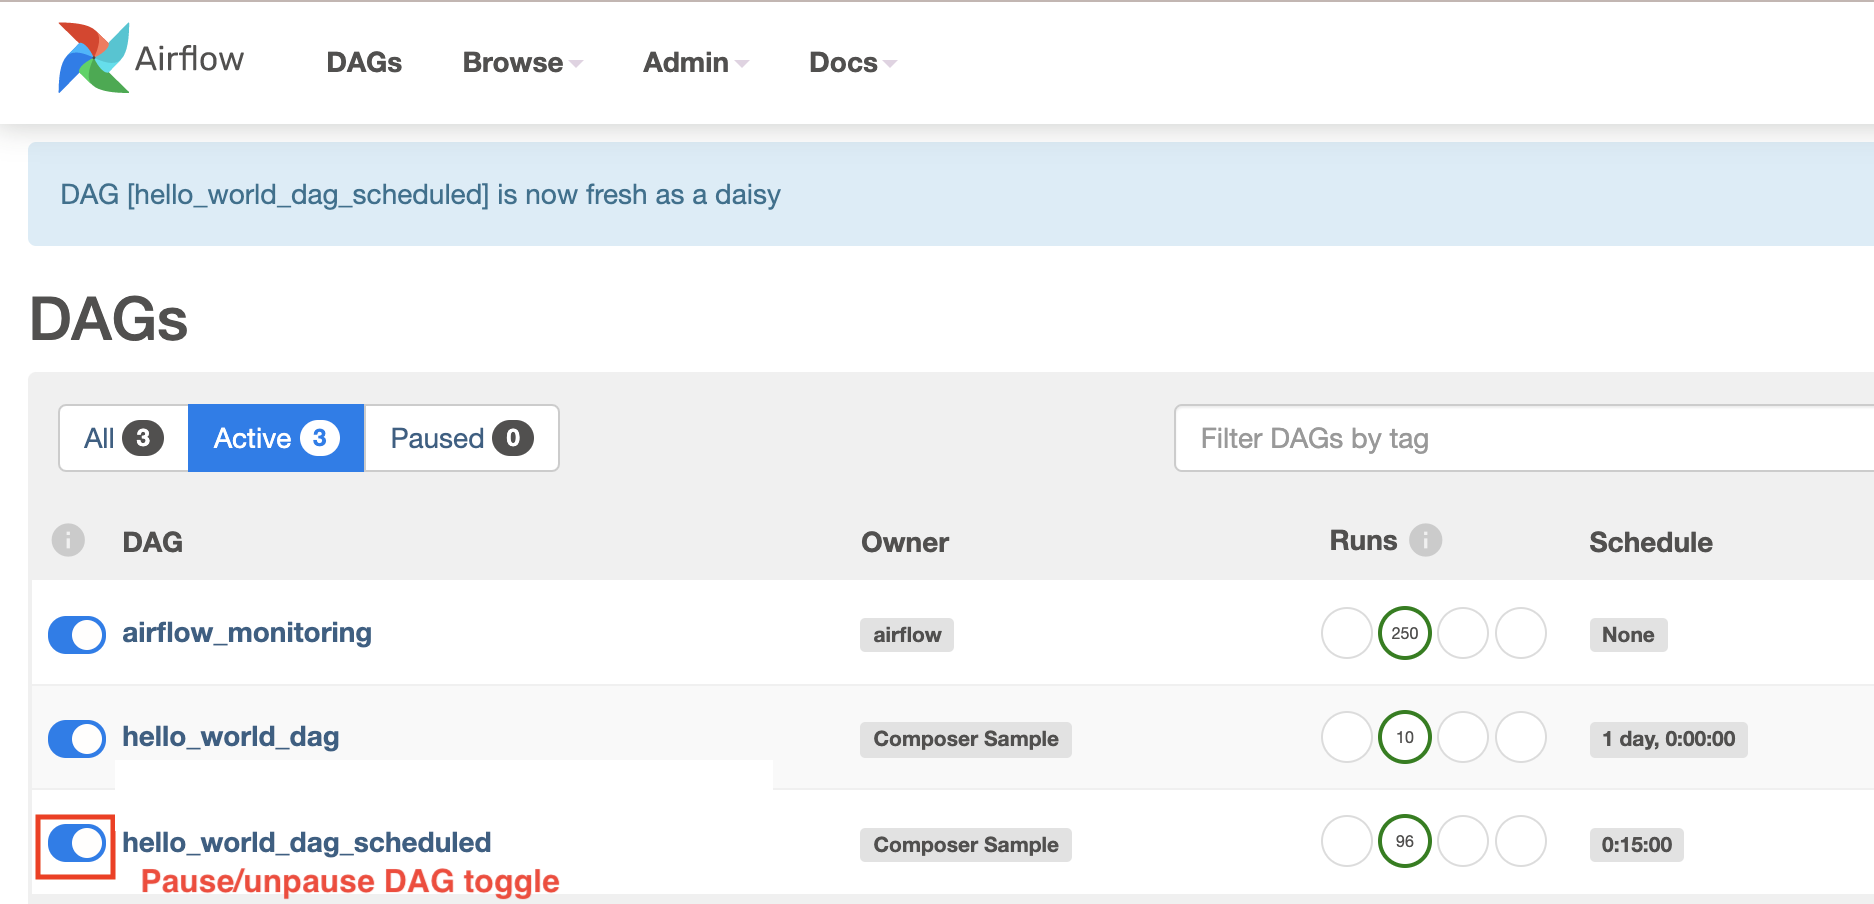 Airflow DAGs Browse Admin Docs
DAG [hello_world_dag_scheduled] is now fresh as a daisy
DAGs
All 3 Active 3 Paused 0 Filter DAGs by tag
i DAG Owner Runs i Schedule
airflow_monitoring airflow 250 None
hello_world_dag Composer Sample 10 1 day, 0:00:00
hello_world_dag_scheduled Composer Sample 96 0:15:00
Pause/unpause DAG toggle